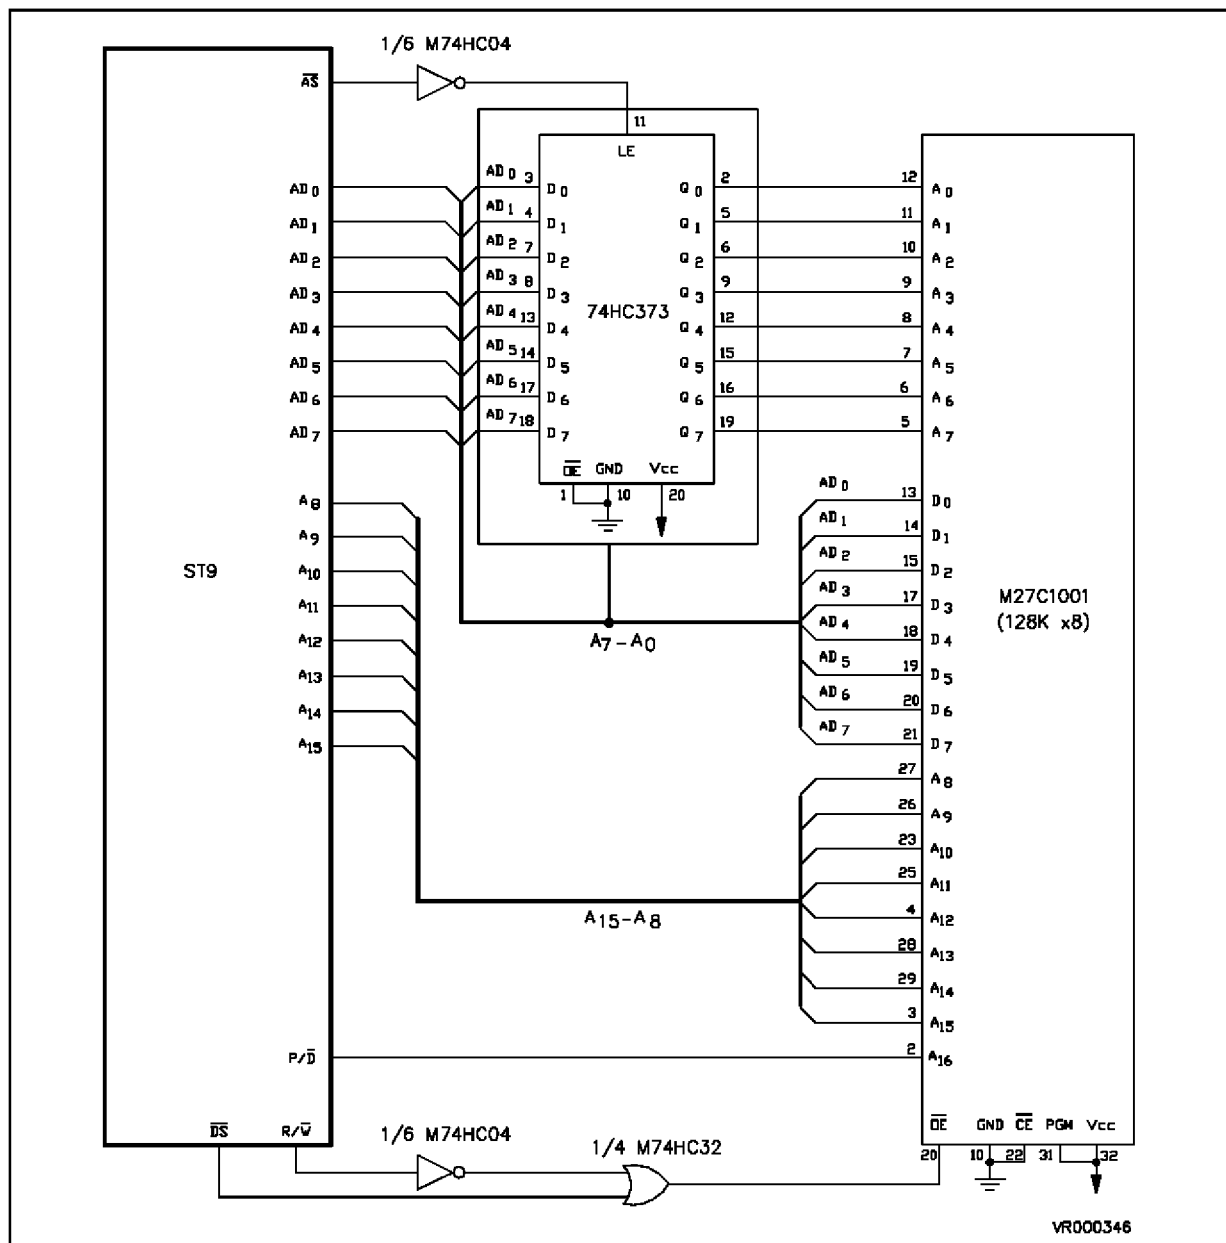 1/6 M74HC04
A̅S̅
11
LE
AD0 AD0 3 D0 Q0 2 12 A0
AD1 AD1 4 D1 Q1 5 11 A1
AD2 AD2 7 D2 Q2 6 10 A2
AD3 AD3 8 D3 Q3 9 9 A3
74HC373
AD4 AD4 13 D4 Q4 12 8 A4
AD5 AD5 14 D5 Q5 15 7 A5
AD6 AD6 17 D6 Q6 16 6 A6
AD7 AD7 18 D7 Q7 19 5 A7
O̅E̅ GND Vcc
1 10 20
A8
A9
A10
A11
A12
A13
A14
A15
ST9
AD0 13 D0
AD1 14 D1
AD2 15 D2
AD3 17 D3
AD4 18 D4
AD5 19 D5
AD6 20 D6
AD7 21 D7
M27C1001
(128K x8)
A7-A0
27 A8
26 A9
23 A10
25 A11
4 A12
28 A13
29 A14
3 A15
A15-A8
P/D̅ 2 A16
D̅S̅ R/W̅
1/6 M74HC04
1/4 M74HC32
O̅E̅ GND C̅E̅ PGM Vcc
20 10 22 31 32
VR000346